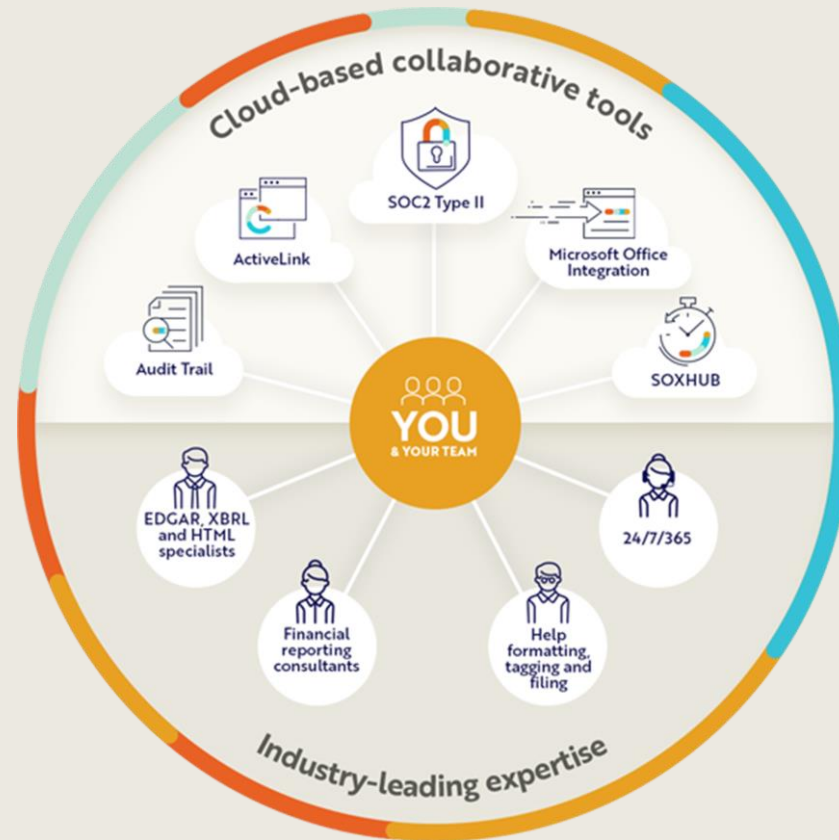 Cloud-based collaborative tools
SOC2 Type II
ActiveLink
Microsoft Office
Integration
Audit Trail
SOXHUB
YOU
& YOUR TEAM
EDGAR, XBRL
and HTML
specialists
24/7/365
Financial
reporting
consultants
Help
formatting,
tagging and
filing
Industry-leading expertise